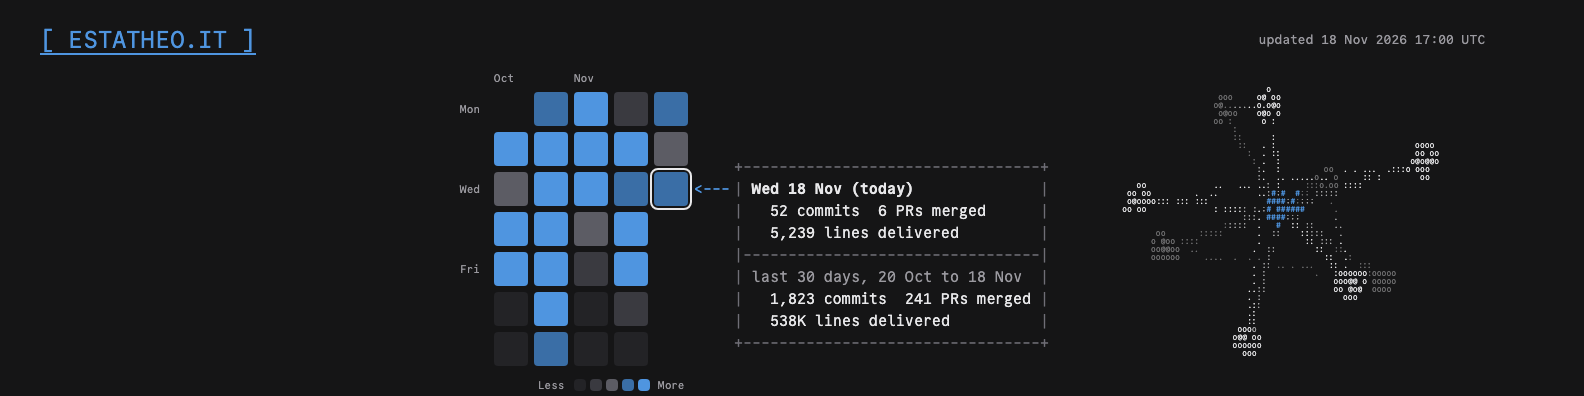 [ ESTATHEO.IT ]
updated 18 Nov 2026 17:00 UTC
Oct Nov
Mon
Wed
Fri
Less More
<---
Wed 18 Nov (today)
52 commits 6 PRs merged
5,239 lines delivered
last 30 days, 20 Oct to 18 Nov
1,823 commits 241 PRs merged
538K lines delivered